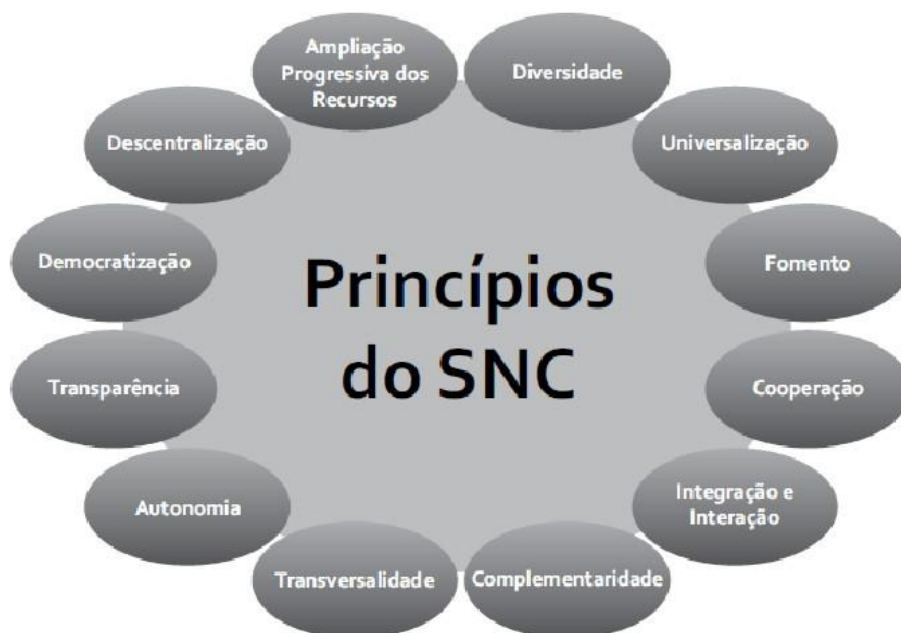 Ampliação
Progressiva dos
Recursos
Diversidade
Descentralização
Universalização
Democratização
Fomento
Princípios
do SNC
Transparência
Cooperação
Autonomia
Integração e
Interação
Transversalidade
Complementaridade